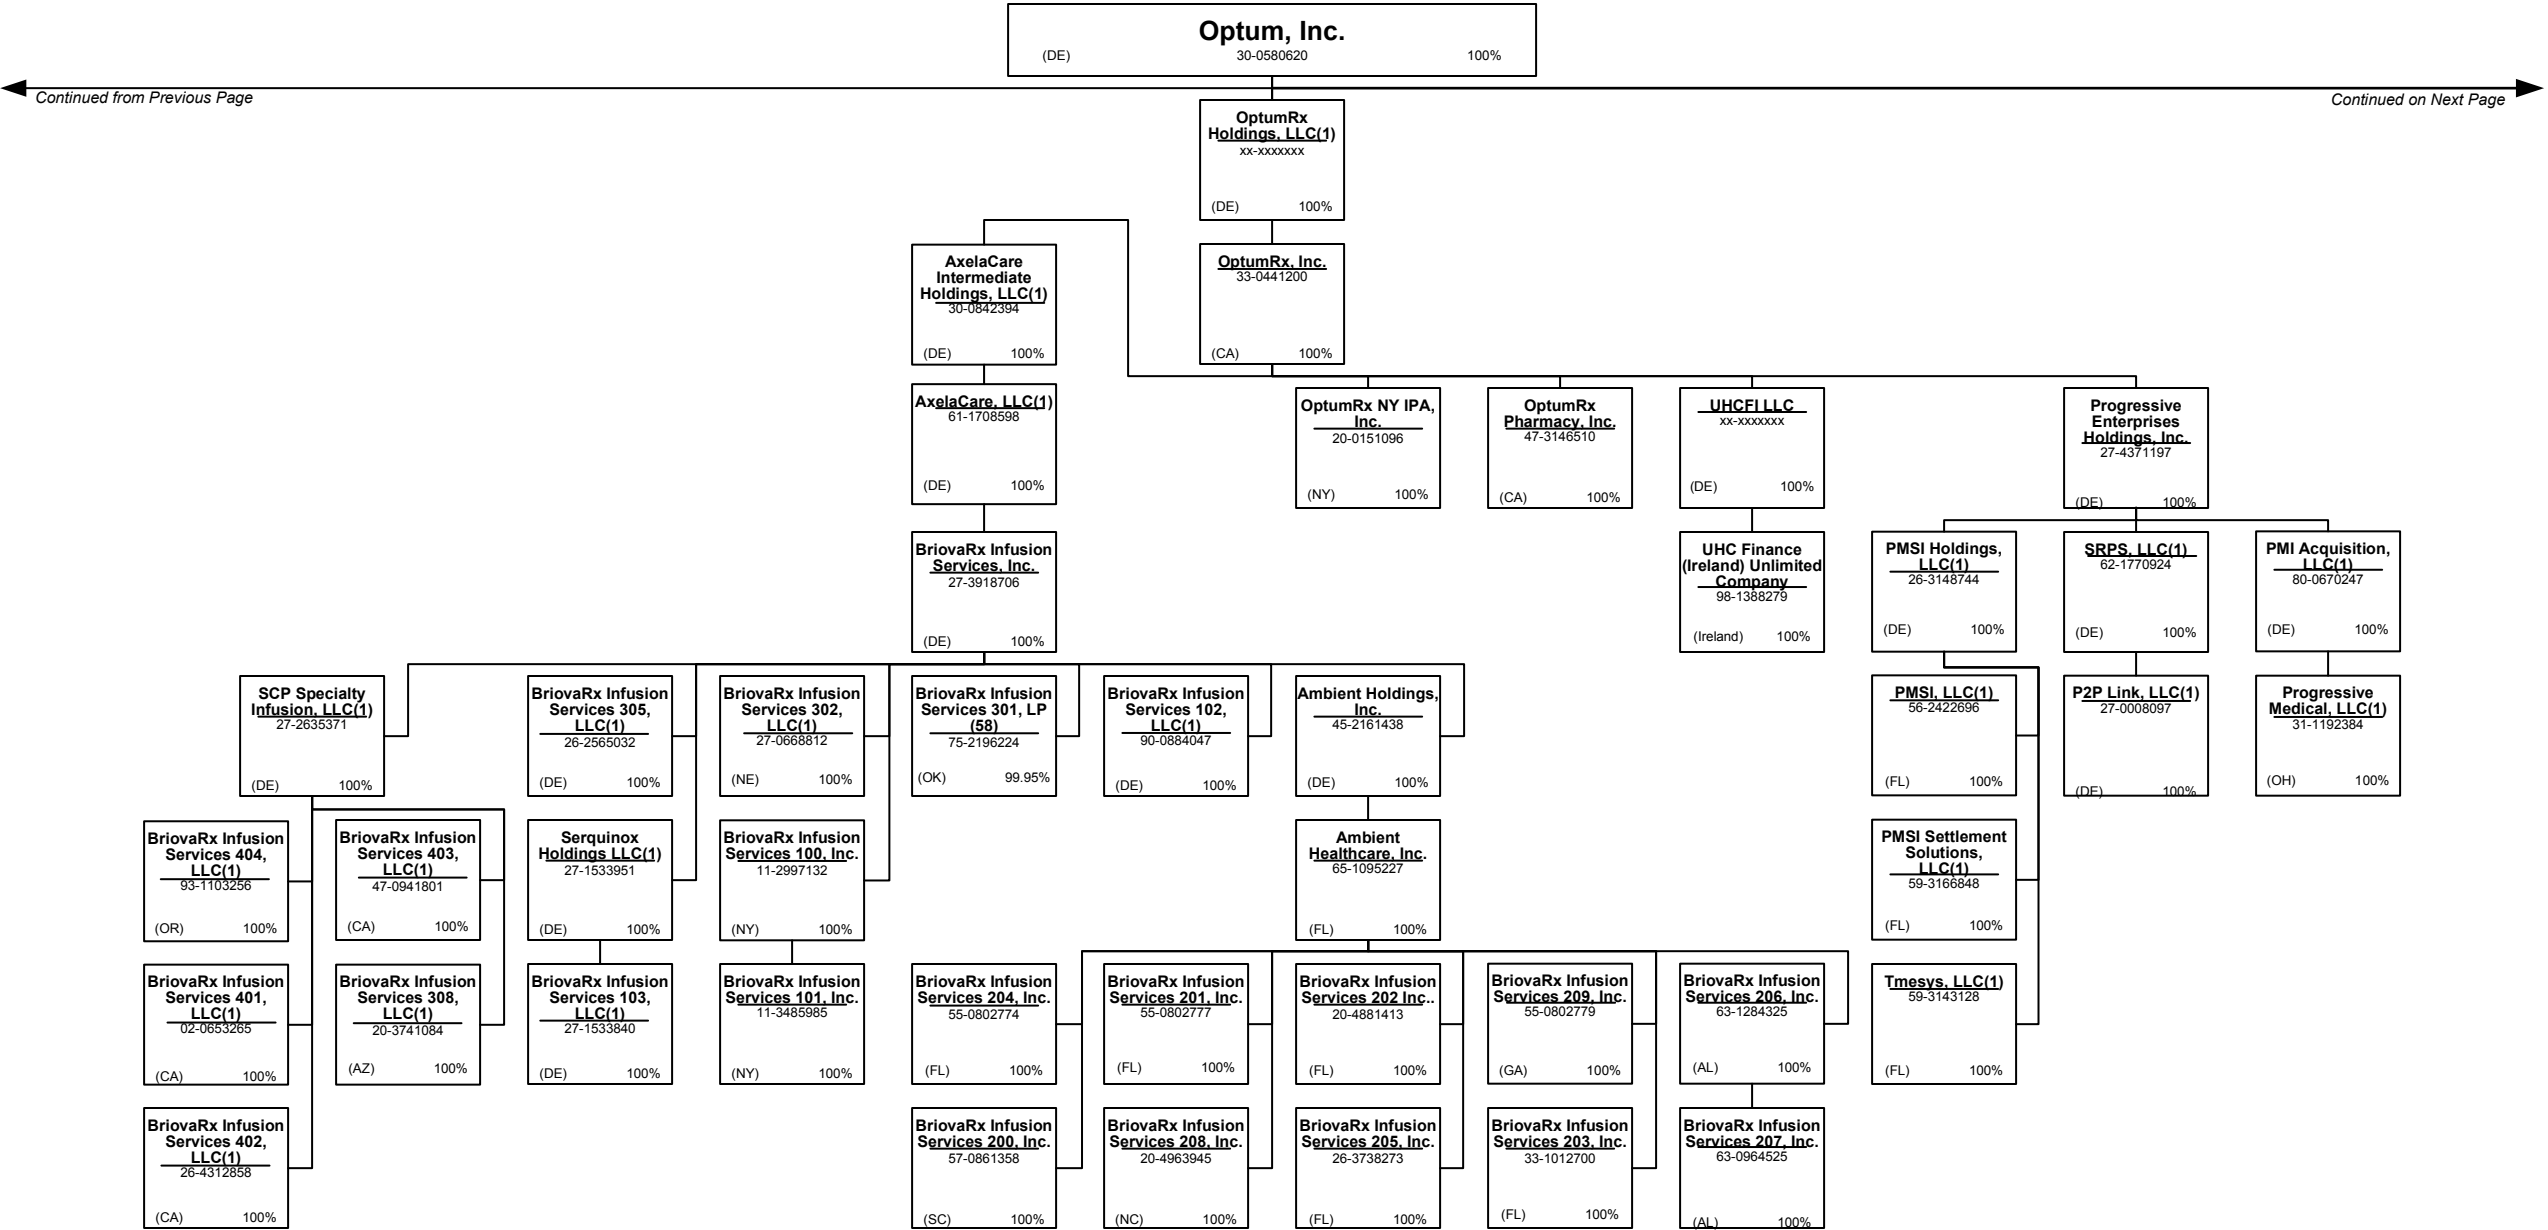 Optum, Inc.
(DE) 30-0580620 100%
Continued from Previous Page
Continued on Next Page
OptumRx
Holdings, LLC(1)
xx-xxxxxxx
(DE) 100%
AxelaCare
Intermediate
Holdings, LLC(1)
30-0842394
(DE) 100%
OptumRx, Inc.
33-0441200
(CA) 100%
AxelaCare, LLC(1)
61-1708598
(DE) 100%
OptumRx NY IPA,
Inc.
20-0151096
(NY) 100%
OptumRx
Pharmacy, Inc.
47-3146510
(CA) 100%
UHCFI LLC
xx-xxxxxxx
(DE) 100%
Progressive
Enterprises
Holdings, Inc.
27-4371197
(DE) 100%
BriovaRx Infusion
Services, Inc.
27-3918706
(DE) 100%
UHC Finance
(Ireland) Unlimited
Company
98-1388279
(Ireland) 100%
PMSI Holdings,
LLC(1)
26-3148744
(DE) 100%
SRPS, LLC(1)
62-1770924
(DE) 100%
PMI Acquisition,
LLC(1)
80-0670247
(DE) 100%
SCP Specialty
Infusion, LLC(1)
27-2635371
(DE) 100%
BriovaRx Infusion
Services 305,
LLC(1)
26-2565032
(DE) 100%
BriovaRx Infusion
Services 302,
LLC(1)
27-0668812
(NE) 100%
BriovaRx Infusion
Services 301, LP
(58)
75-2196224
(OK) 99.95%
BriovaRx Infusion
Services 102,
LLC(1)
90-0884047
(DE) 100%
Ambient Holdings,
Inc.
45-2161438
(DE) 100%
PMSI, LLC(1)
56-2422696
(FL) 100%
P2P Link, LLC(1)
27-0008097
(DE) 100%
Progressive
Medical, LLC(1)
31-1192384
(OH) 100%
BriovaRx Infusion
Services 404,
LLC(1)
93-1103256
(OR) 100%
BriovaRx Infusion
Services 403,
LLC(1)
47-0941801
(CA) 100%
Serquinox
Holdings LLC(1)
27-1533951
(DE) 100%
BriovaRx Infusion
Services 100, Inc.
11-2997132
(NY) 100%
Ambient
Healthcare, Inc.
65-1095227
(FL) 100%
PMSI Settlement
Solutions,
LLC(1)
59-3166848
(FL) 100%
BriovaRx Infusion
Services 401,
LLC(1)
02-0653265
(CA) 100%
BriovaRx Infusion
Services 308,
LLC(1)
20-3741084
(AZ) 100%
BriovaRx Infusion
Services 103,
LLC(1)
27-1533840
(DE) 100%
BriovaRx Infusion
Services 101, Inc.
11-3485985
(NY) 100%
BriovaRx Infusion
Services 204, Inc.
55-0802774
(FL) 100%
BriovaRx Infusion
Services 201, Inc.
55-0802777
(FL) 100%
BriovaRx Infusion
Services 202 Inc..
20-4881413
(FL) 100%
BriovaRx Infusion
Services 209, Inc.
55-0802779
(GA) 100%
BriovaRx Infusion
Services 206, Inc.
63-1284325
(AL) 100%
Tmesys, LLC(1)
59-3143128
(FL) 100%
BriovaRx Infusion
Services 402,
LLC(1)
26-4312858
(CA) 100%
BriovaRx Infusion
Services 200, Inc.
57-0861358
(SC) 100%
BriovaRx Infusion
Services 208, Inc.
20-4963945
(NC) 100%
BriovaRx Infusion
Services 205, Inc.
26-3738273
(FL) 100%
BriovaRx Infusion
Services 203, Inc.
33-1012700
(FL) 100%
BriovaRx Infusion
Services 207, Inc.
63-0964525
(AL) 100%